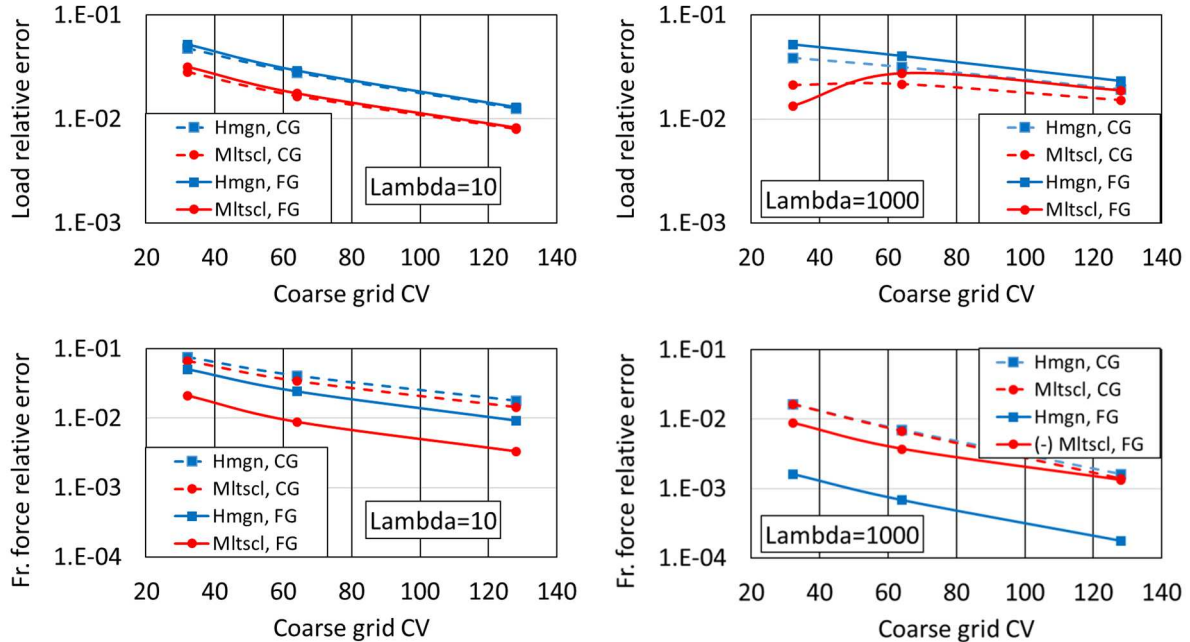 Load relative error
1.E-01
1.E-02
1.E-03
Hmgn, CG
Mltscl, CG
Hmgn, FG
Mltscl, FG
Lambda=10
20 40 60 80 100 120 140
Coarse grid CV
Load relative error
1.E-01
1.E-02
1.E-03
Hmgn, CG
Mltscl, CG
Hmgn, FG
Mltscl, FG
Lambda=1000
20 40 60 80 100 120 140
Coarse grid CV
Fr. force relative error
1.E-01
1.E-02
1.E-03
1.E-04
Hmgn, CG
Mltscl, CG
Hmgn, FG
Mltscl, FG
Lambda=10
20 40 60 80 100 120 140
Coarse grid CV
Fr. force relative error
1.E-01
1.E-02
1.E-03
1.E-04
Hmgn, CG
Mltscl, CG
Hmgn, FG
(-) Mltscl, FG
Lambda=1000
20 40 60 80 100 120 140
Coarse grid CV